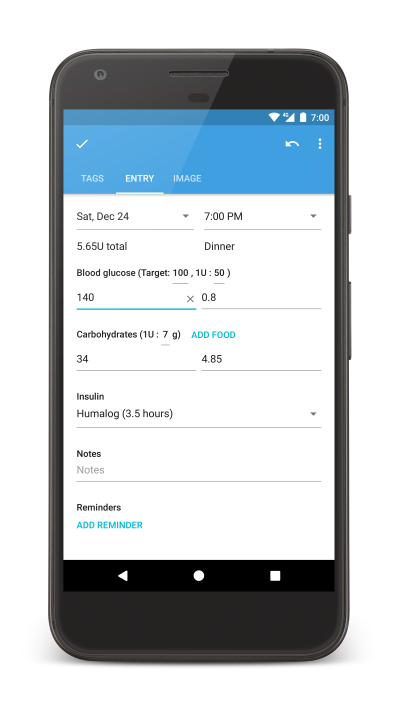 4G 7:00
TAGS ENTRY IMAGE
Sat, Dec 24 7:00 PM
5.65U total Dinner
Blood glucose (Target: 100 , 1U : 50 )
140 0.8
Carbohydrates (1U : 7 g) ADD FOOD
34 4.85
Insulin
Humalog (3.5 hours)
Notes
Notes
Reminders
ADD REMINDER